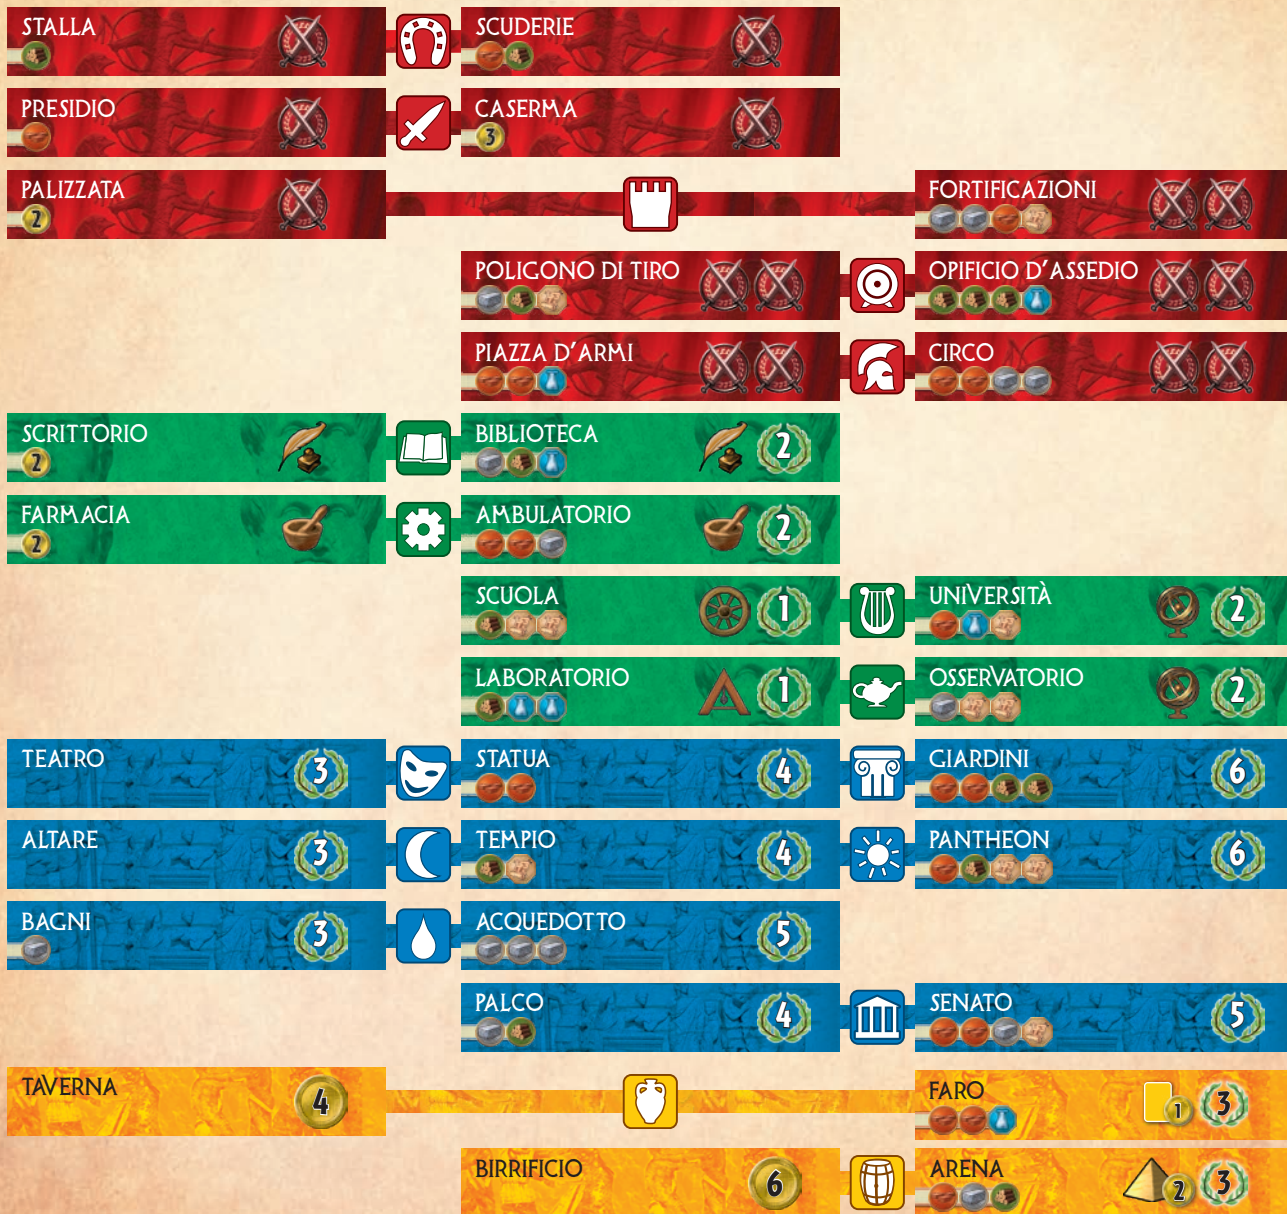 STALLA SCUDERIE
PRESIDIO CASERMA
3
PALIZZATA FORTIFICAZIONI
2
POLIGONO DI TIRO OPIFICIO D'ASSEDIO
PIAZZA D'ARMI CIRCO
SCRITTORIO BIBLIOTECA 2
2
FARMACIA AMBULATORIO 2
2
SCUOLA 1 UNIVERSITÀ 2
LABORATORIO 1 OSSERVATORIO 2
TEATRO 3 STATUA 4 GIARDINI 6
ALTARE 3 TEMPIO 4 PANTHEON 6
BAGNI 3 ACQUEDOTTO 5
PALCO 4 SENATO 5
TAVERNA 4 FARO 1 3
BIRRIFICIO 6 ARENA 2 3